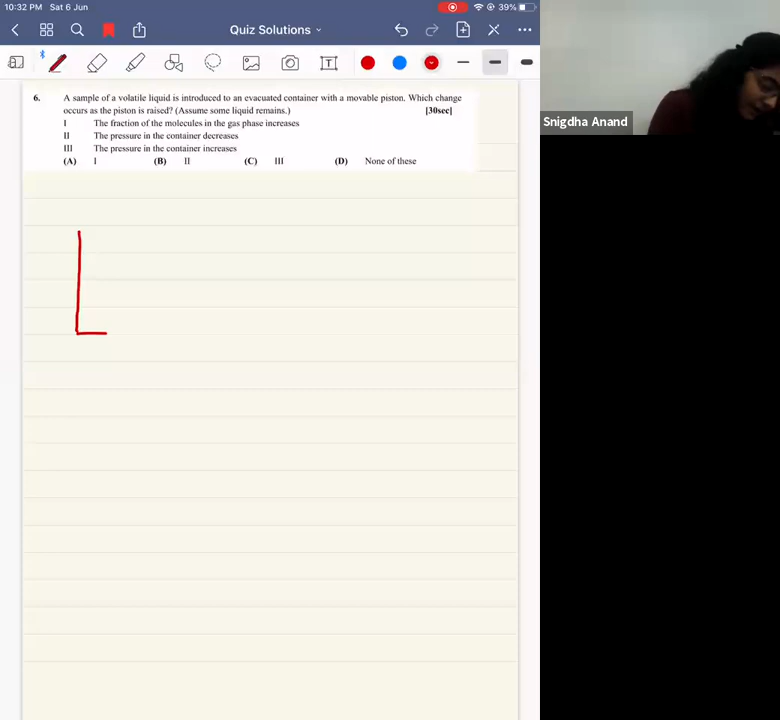 10:32 PM Sat 6 Jun
39%
Quiz Solutions
T
Snigdha Anand
6. A sample of a volatile liquid is introduced to an evacuated container with a movable piston. Which change
occurs as the piston is raised? (Assume some liquid remains.) [30sec]
I The fraction of the molecules in the gas phase increases
II The pressure in the container decreases
III The pressure in the container increases
(A) I (B) II (C) III (D) None of these